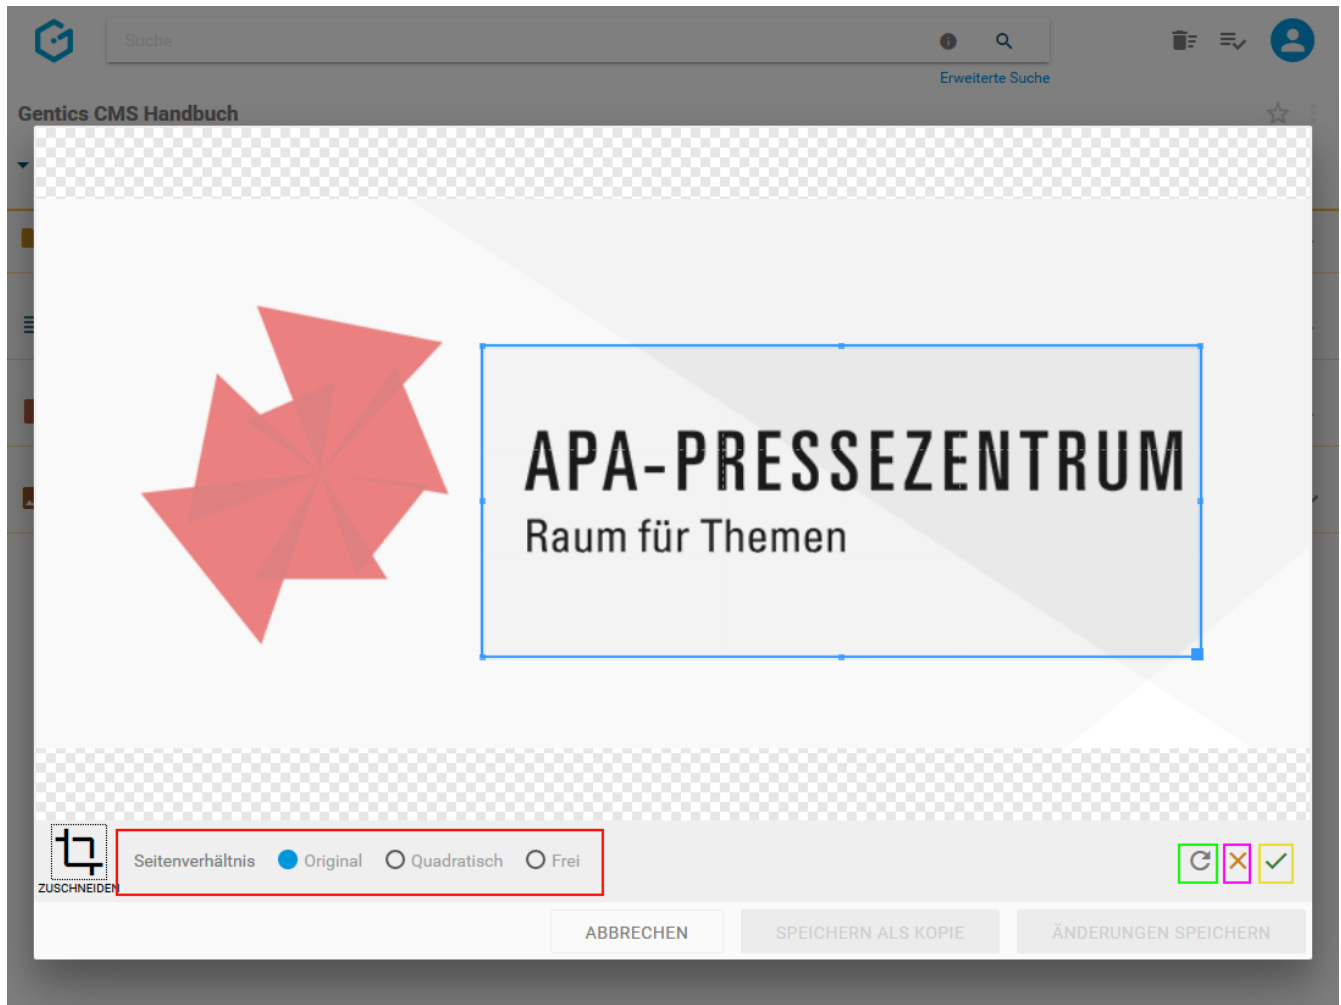 Suche
Erweiterte Suche
Gentics CMS Handbuch
APA-PRESSEZENTRUM
Raum für Themen
ZUSCHNEIDEN
Seitenverhältnis Original Quadratisch Frei
ABBRECHEN SPEICHERN ALS KOPIE ÄNDERUNGEN SPEICHERN